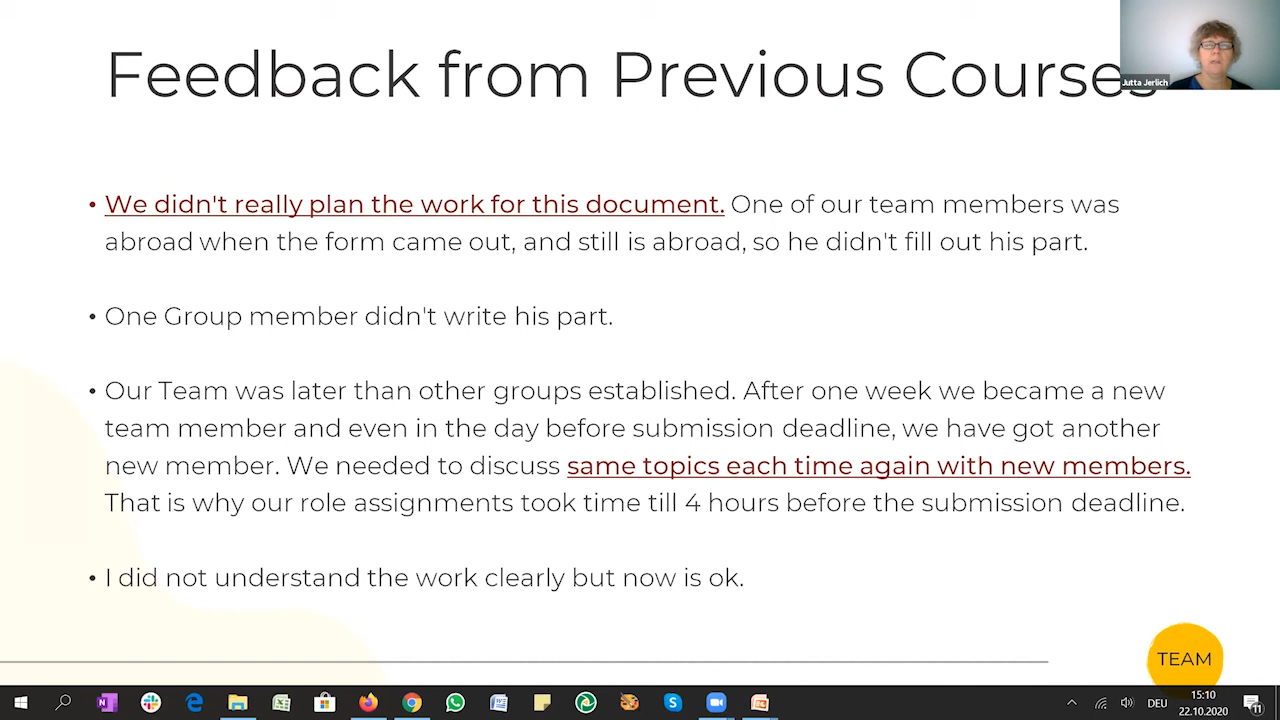 Feedback from Previous Courses
Jutta Jerlich
• We didn't really plan the work for this document. One of our team members was
abroad when the form came out, and still is abroad, so he didn't fill out his part.
• One Group member didn't write his part.
• Our Team was later than other groups established. After one week we became a new
team member and even in the day before submission deadline, we have got another
new member. We needed to discuss same topics each time again with new members.
That is why our role assignments took time till 4 hours before the submission deadline.
• I did not understand the work clearly but now is ok.
TEAM
DEU
15:10
22.10.2020
11